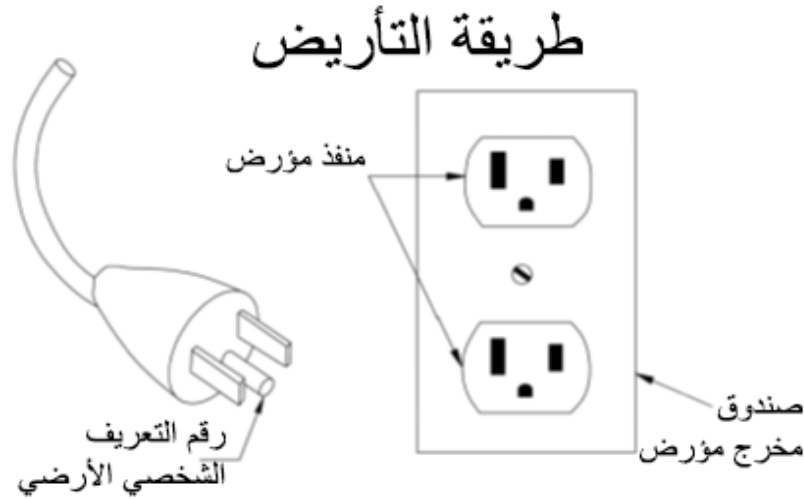 طريقة التأريض
منفذ مؤرض
صندوق
مخرج مؤرض
رقم التعريف
الشخصي الأرضي